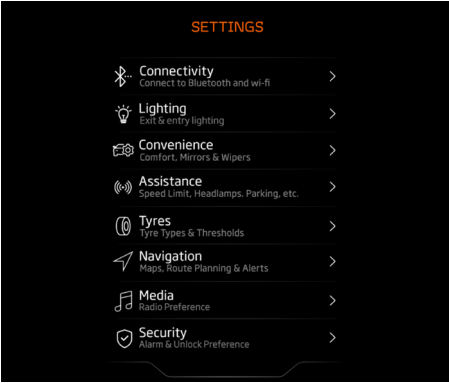 SETTINGS
Connectivity
Connect to Bluetooth and wi-fi
Lighting
Exit & entry lighting
Convenience
Comfort, Mirrors & Wipers
Assistance
Speed Limit, Headlamps. Parking, etc.
Tyres
Tyre Types & Thresholds
Navigation
Maps, Route Planning & Alerts
Media
Radio Preference
Security
Alarm & Unlock Preference